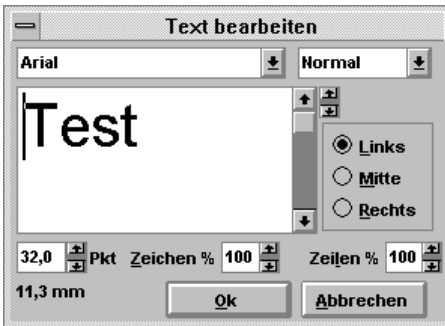 Text bearbeiten
Arial Normal
Test
Links
Mitte
Rechts
32,0 Pkt Zeichen % 100 Zeilen % 100
11,3 mm Ok Abbrechen